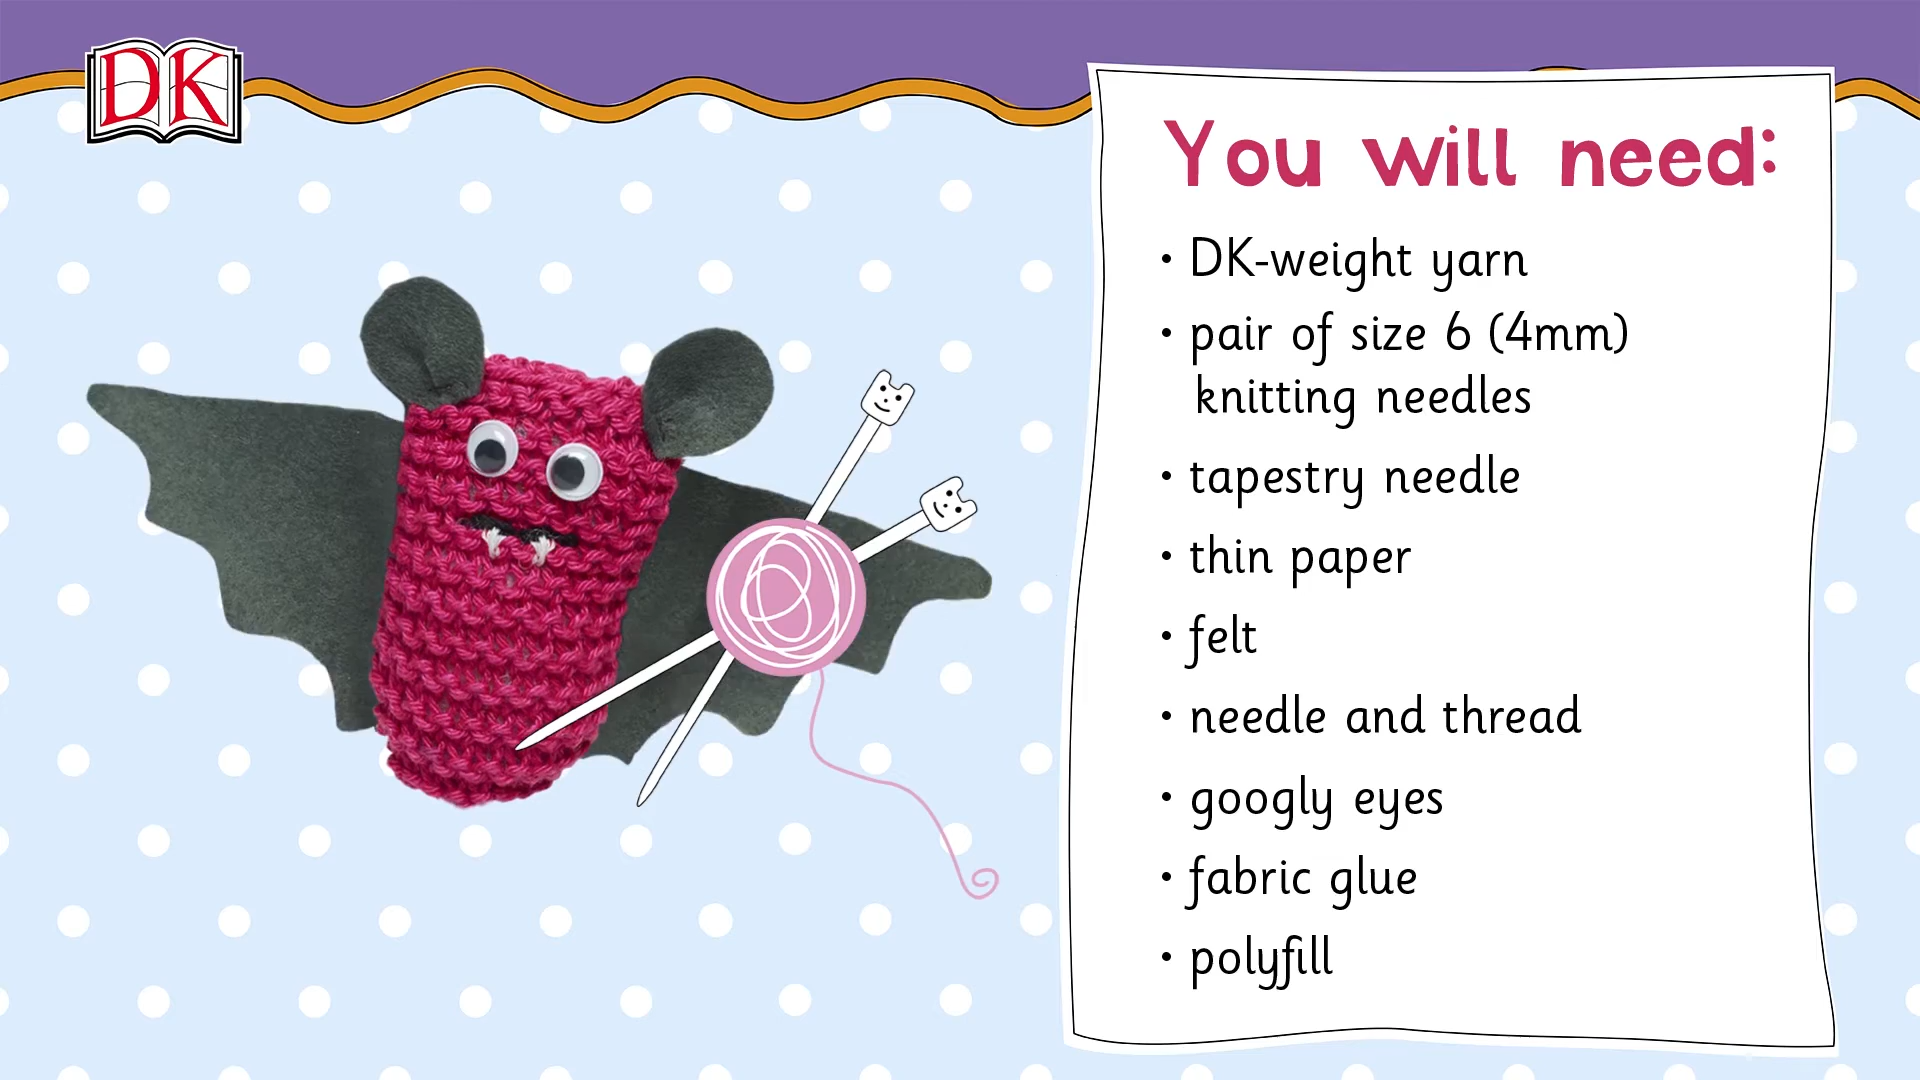 DK
You will need:
• DK-weight yarn
• pair of size 6 (4mm)
knitting needles
• tapestry needle
• thin paper
• felt
• needle and thread
• googly eyes
• fabric glue
• polyfill